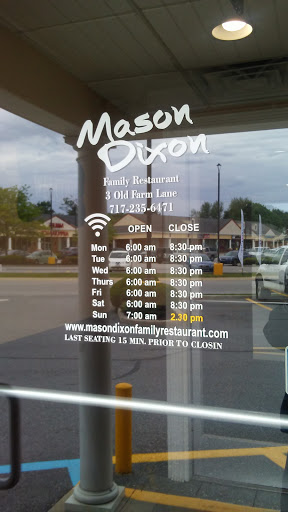 Mason
Dixon
Family Restaurant
3 Old Farm Lane
717-235-6471
OPEN CLOSE
Mon 6:00 am 8:30 pm
Tue 6:00 am 8:30 pm
Wed 6:00 am 8:30 pm
Thurs 6:00 am 8:30 pm
Fri 6:00 am 8:30 pm
Sat 6:00 am 8:30 pm
Sun 7:00 am 2.30 pm
www.masondixonfamilyrestaurant.com
LAST SEATING 15 MIN. PRIOR TO CLOSIN